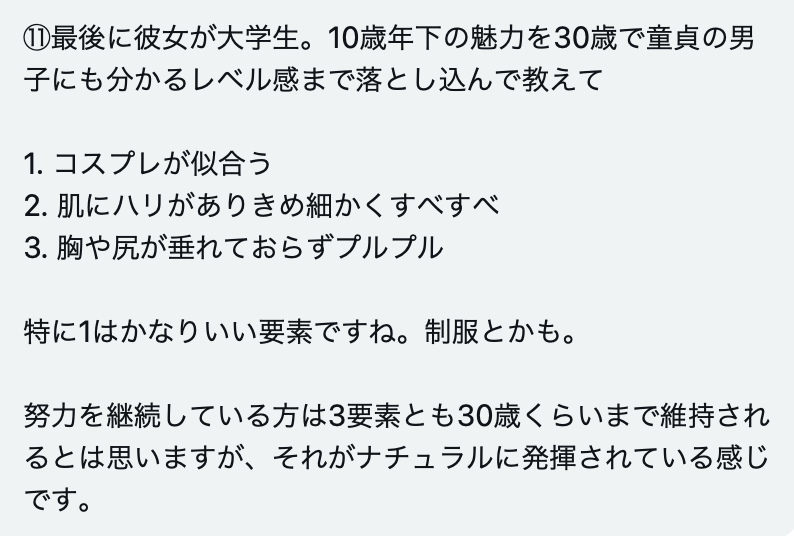 ⑪最後に彼女が大学生。10歳年下の魅力を30歳で童貞の男
子にも分かるレベル感まで落とし込んで教えて
1. コスプレが似合う
2. 肌にハリがありきめ細かくすべすべ
3. 胸や尻が垂れておらずプルプル
特に1はかなりいい要素ですね。制服とかも。
努力を継続している方は3要素とも30歳くらいまで維持され
るとは思いますが、それがナチュラルに発揮されている感じ
です。